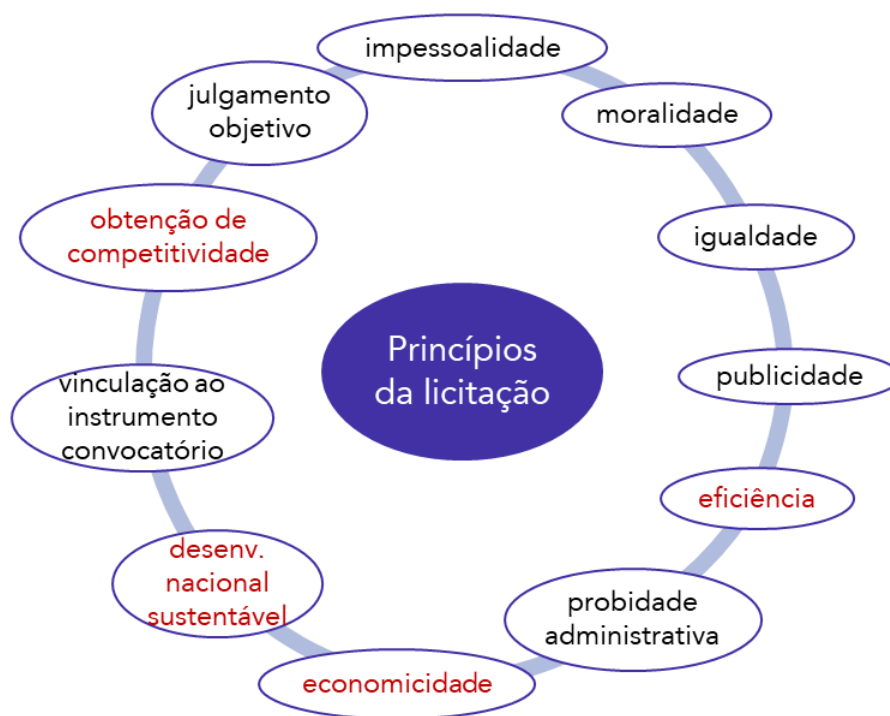 impessoalidade
julgamento
objetivo
moralidade
obtenção de
competitividade
igualdade
Princípios
da licitação
publicidade
vinculação ao
instrumento
convocatório
eficiência
desenv.
nacional
sustentável
probidade
administrativa
economicidade